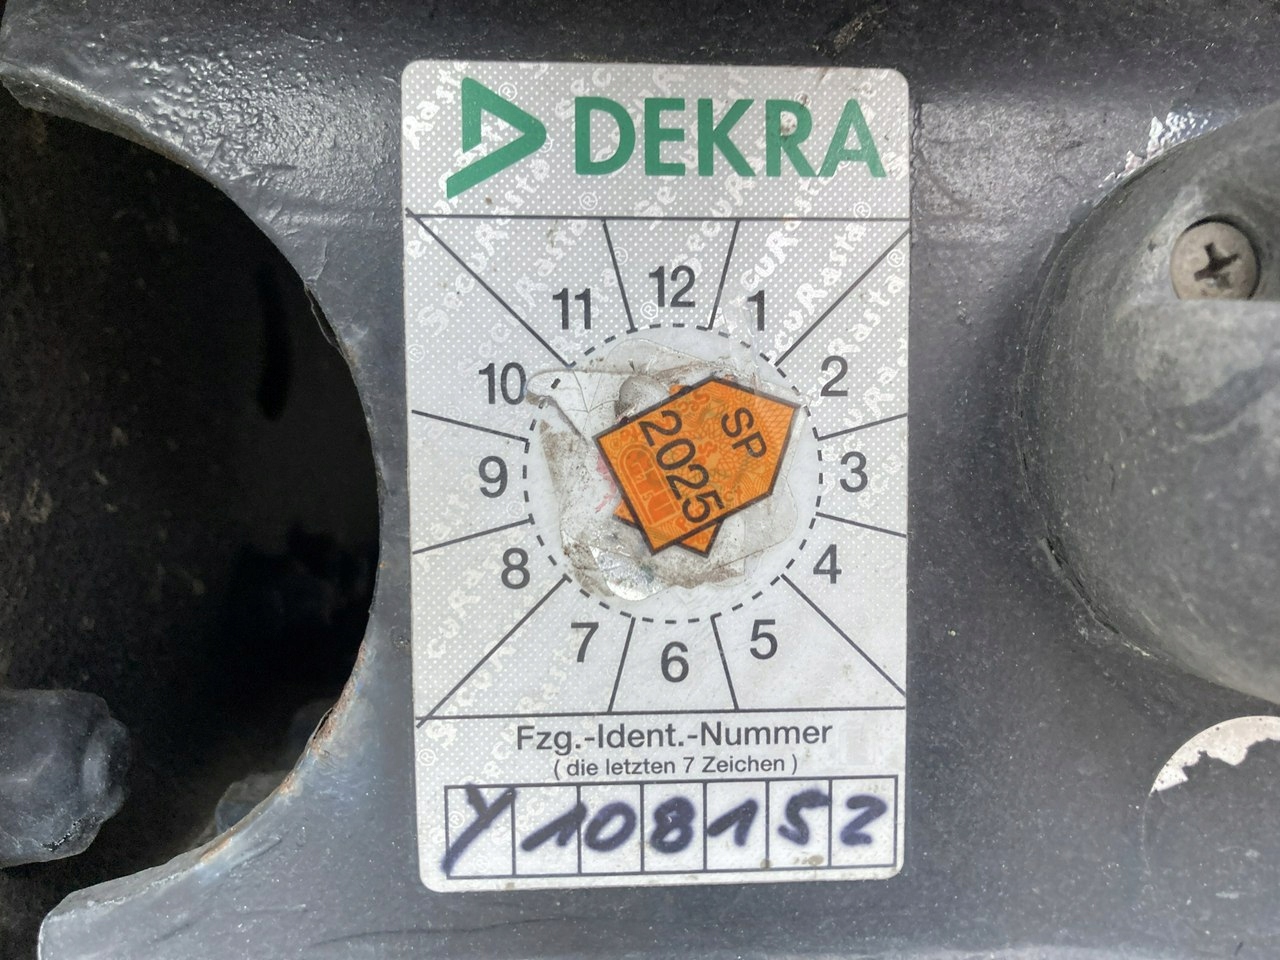 DEKRA
11 12 1
10 2
9 3
8 4
7 6 5
SP
2025
GTÜ
Fzg.-Ident.-Nummer
( die letzten 7 Zeichen )
Y108152